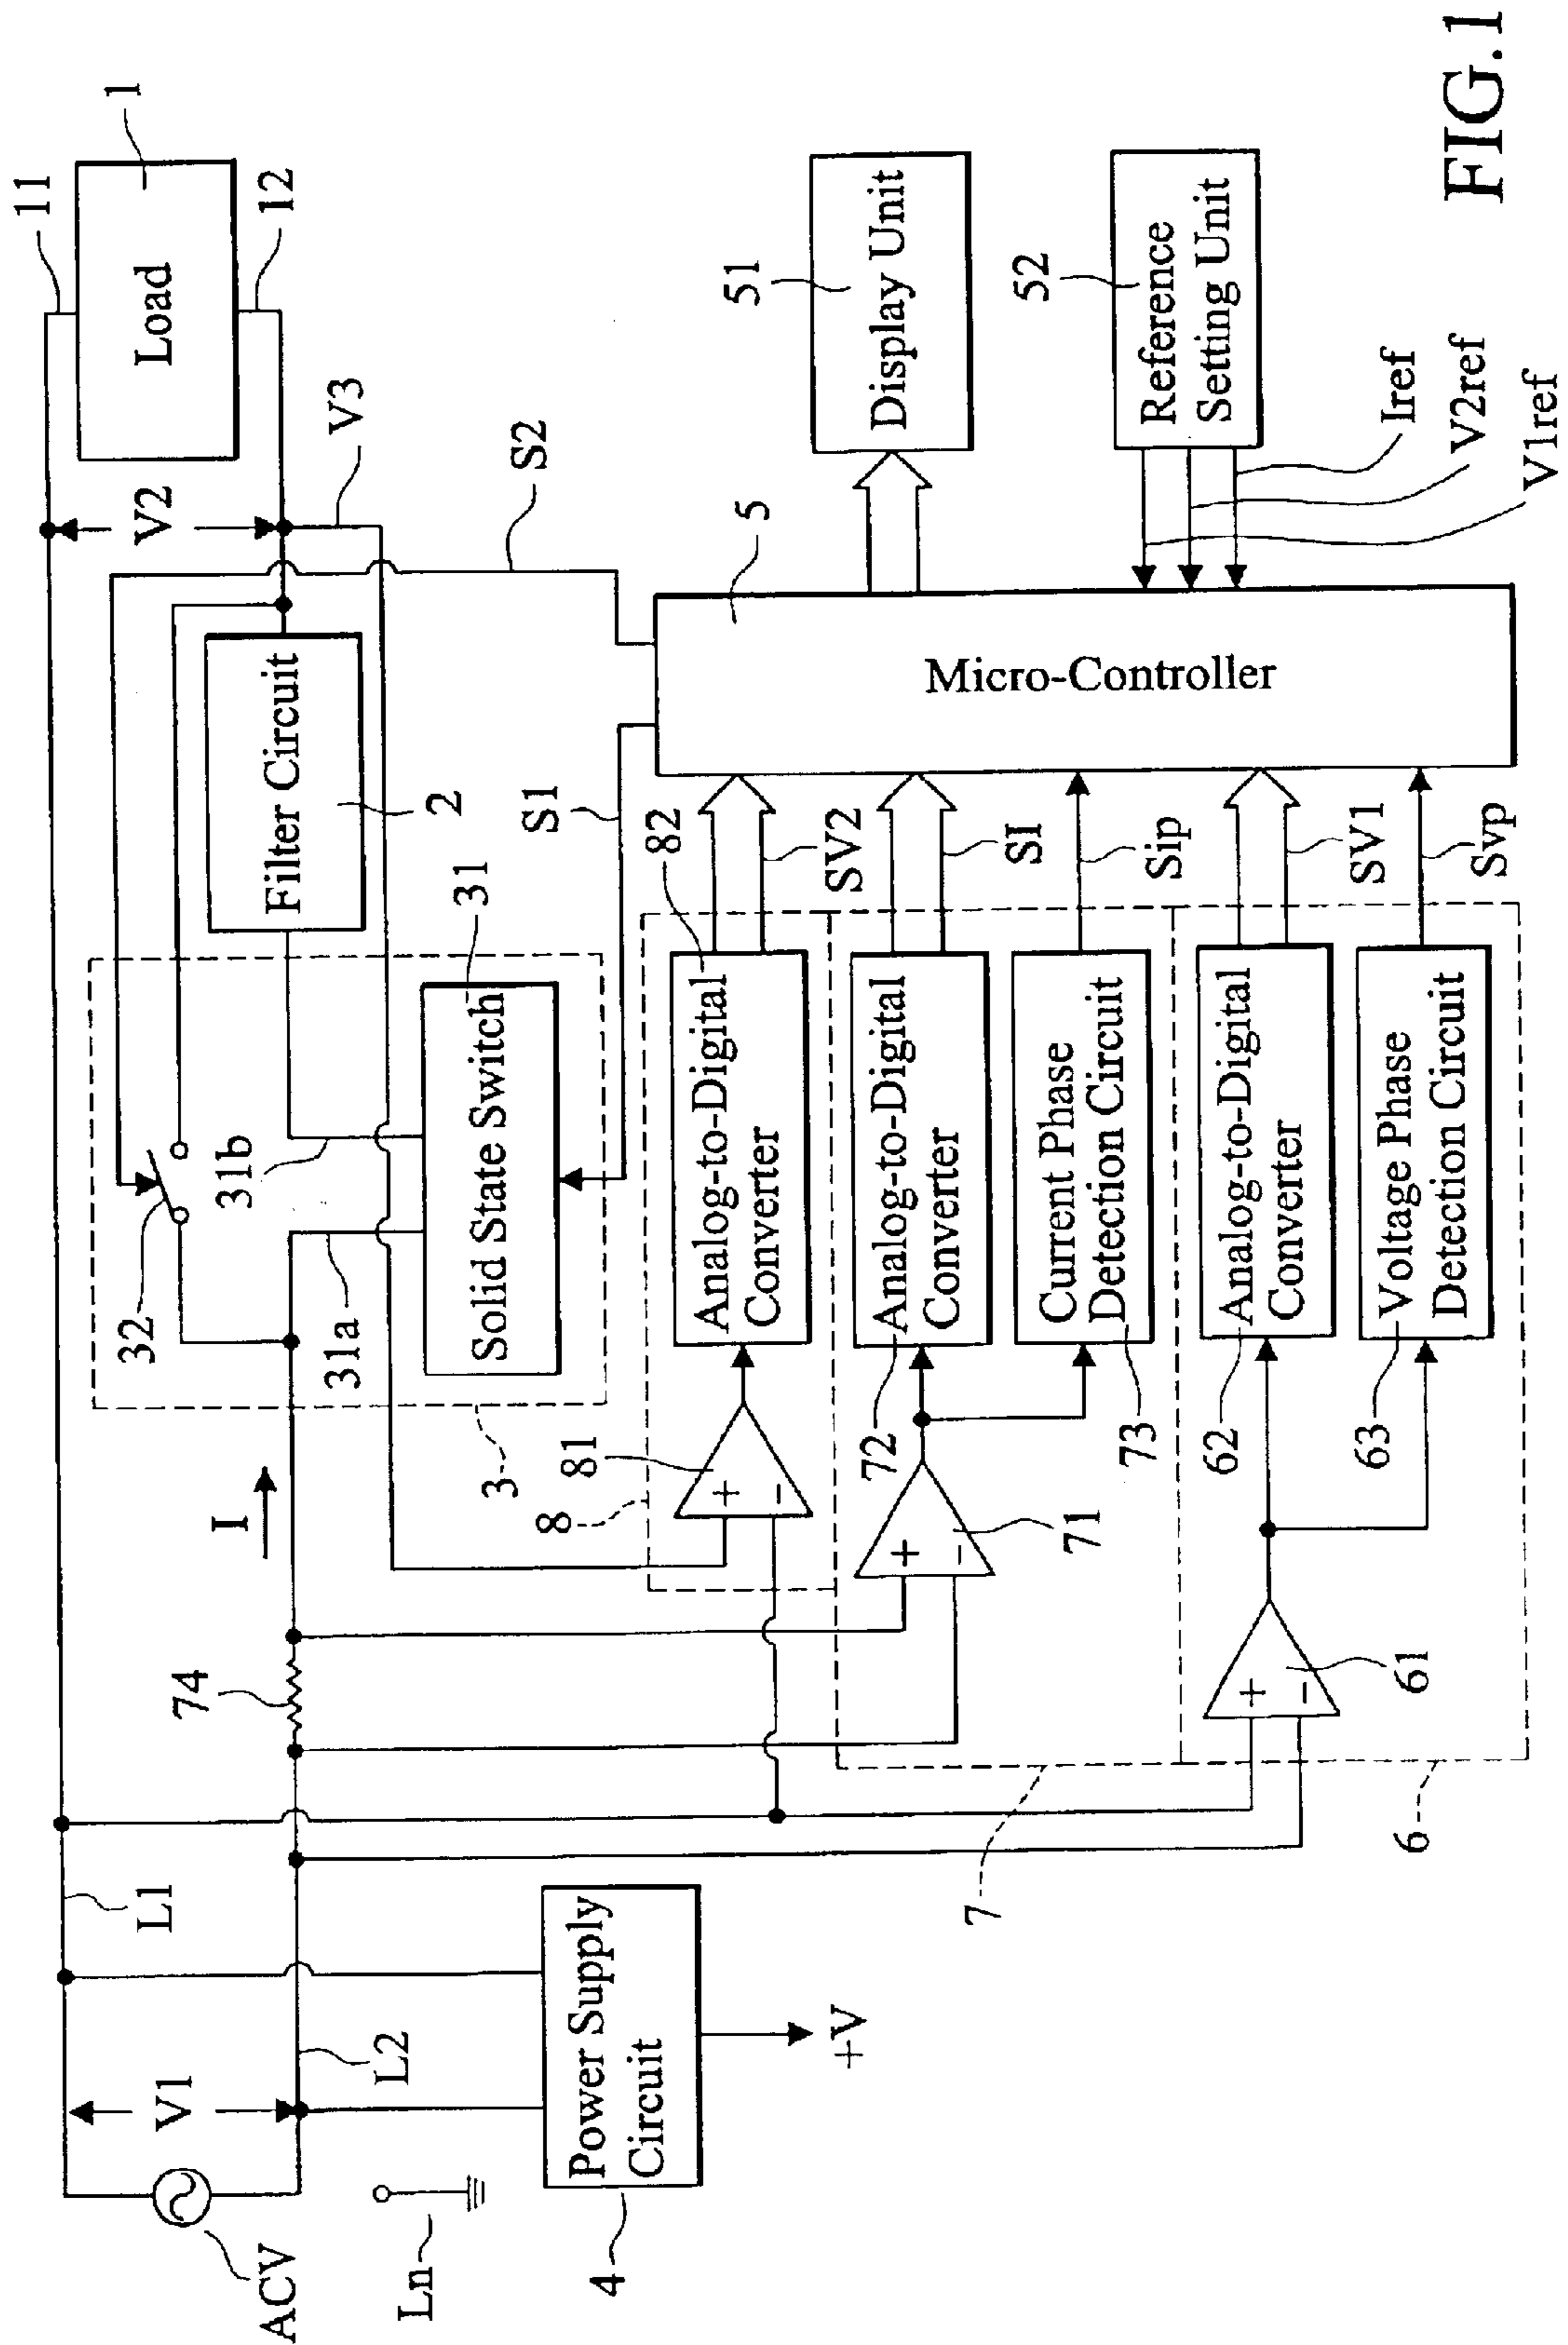 11
1
Load
12
V2
V3
S2
Filter Circuit
2
32
31b
31a
31
Solid State Switch
S1
3
I
74
L1
L2
V1
ACV
Ln
Power Supply
Circuit
4
+V
5
Micro-Controller
51
Display Unit
52
Reference
Setting Unit
Iref
V2ref
V1ref
8
81
+
−
82
Analog-to-Digital
Converter
SV2
7
71
+
−
72
Analog-to-Digital
Converter
SI
73
Current Phase
Detection Circuit
Sip
6
61
+
−
62
Analog-to-Digital
Converter
SV1
63
Voltage Phase
Detection Circuit
Svp
FIG.1